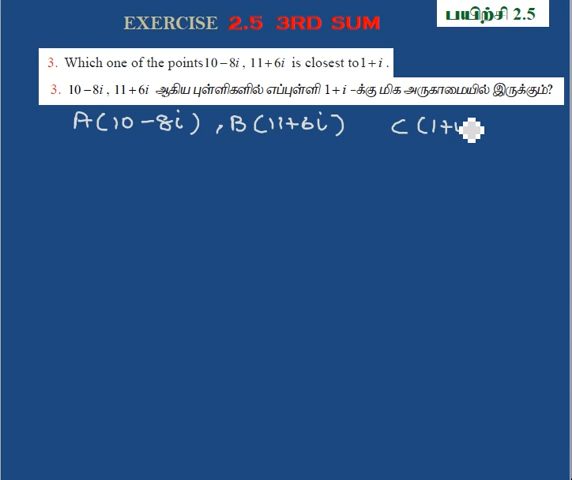 EXERCISE 2.5 3RD SUM
பயிற்சி 2.5
3. Which one of the points 10 − 8i , 11 + 6i is closest to 1 + i .
3. 10 − 8i, 11 + 6i ஆகிய புள்ளிகளில் எப்புள்ளி 1 + i -க்கு மிக அருகாமையில் இருக்கும்?
A(10 − 8i) , B(11+6i) C(1+